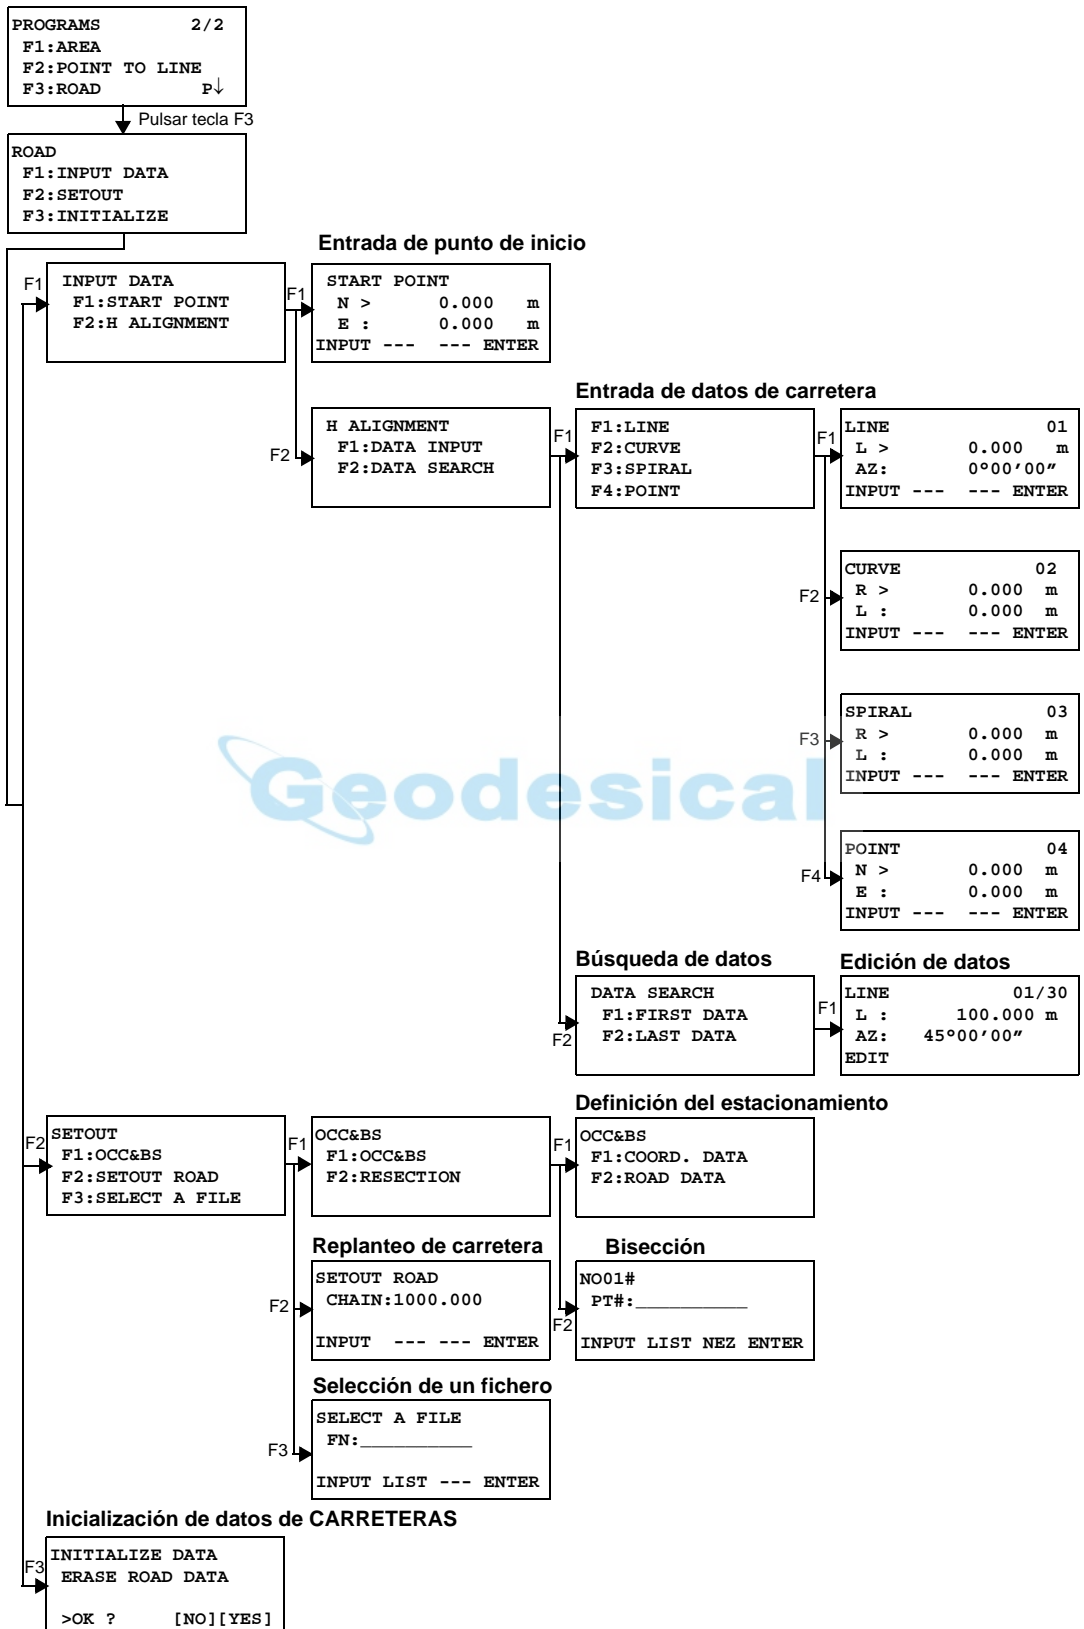 PROGRAMS 2/2
F1:AREA
F2:POINT TO LINE
F3:ROAD P↓
Pulsar tecla F3
ROAD
F1:INPUT DATA
F2:SETOUT
F3:INITIALIZE
F1
INPUT DATA
F1:START POINT
F2:H ALIGNMENT
Entrada de punto de inicio
F1
START POINT
N > 0.000 m
E : 0.000 m
INPUT --- --- ENTER
F2
H ALIGNMENT
F1:DATA INPUT
F2:DATA SEARCH
Entrada de datos de carretera
F1
F1:LINE
F2:CURVE
F3:SPIRAL
F4:POINT
F1
LINE 01
L > 0.000 m
AZ: 0°00′00″
INPUT --- --- ENTER
F2
CURVE 02
R > 0.000 m
L : 0.000 m
INPUT --- --- ENTER
F3
SPIRAL 03
R > 0.000 m
L : 0.000 m
INPUT --- --- ENTER
F4
POINT 04
N > 0.000 m
E : 0.000 m
INPUT --- --- ENTER
Geodesical
Búsqueda de datos
F2
DATA SEARCH
F1:FIRST DATA
F2:LAST DATA
Edición de datos
F1
LINE 01/30
L : 100.000 m
AZ: 45°00′00″
EDIT
F2
SETOUT
F1:OCC&BS
F2:SETOUT ROAD
F3:SELECT A FILE
F1
OCC&BS
F1:OCC&BS
F2:RESECTION
Definición del estacionamiento
F1
OCC&BS
F1:COORD. DATA
F2:ROAD DATA
Replanteo de carretera
F2
SETOUT ROAD
CHAIN:1000.000
INPUT --- --- ENTER
Bisección
F2
NO01#
PT#:__________
INPUT LIST NEZ ENTER
Selección de un fichero
F3
SELECT A FILE
FN:__________
INPUT LIST --- ENTER
Inicialización de datos de CARRETERAS
F3
INITIALIZE DATA
ERASE ROAD DATA
>OK ? [NO][YES]